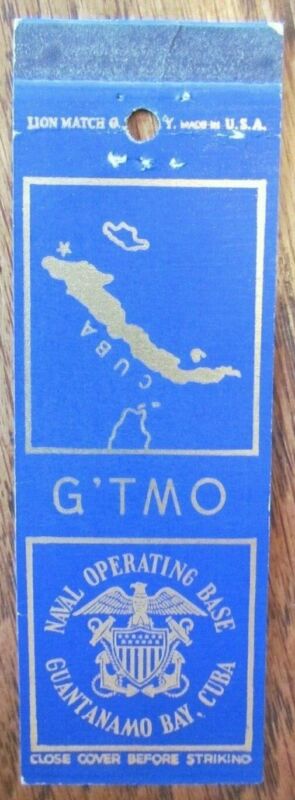 LION MATCH Y. MADE IN U.S.A.
CUBA
G'TMO
NAVAL OPERATING BASE
GUANTANAMO BAY, CUBA
CLOSE COVER BEFORE STRIKING